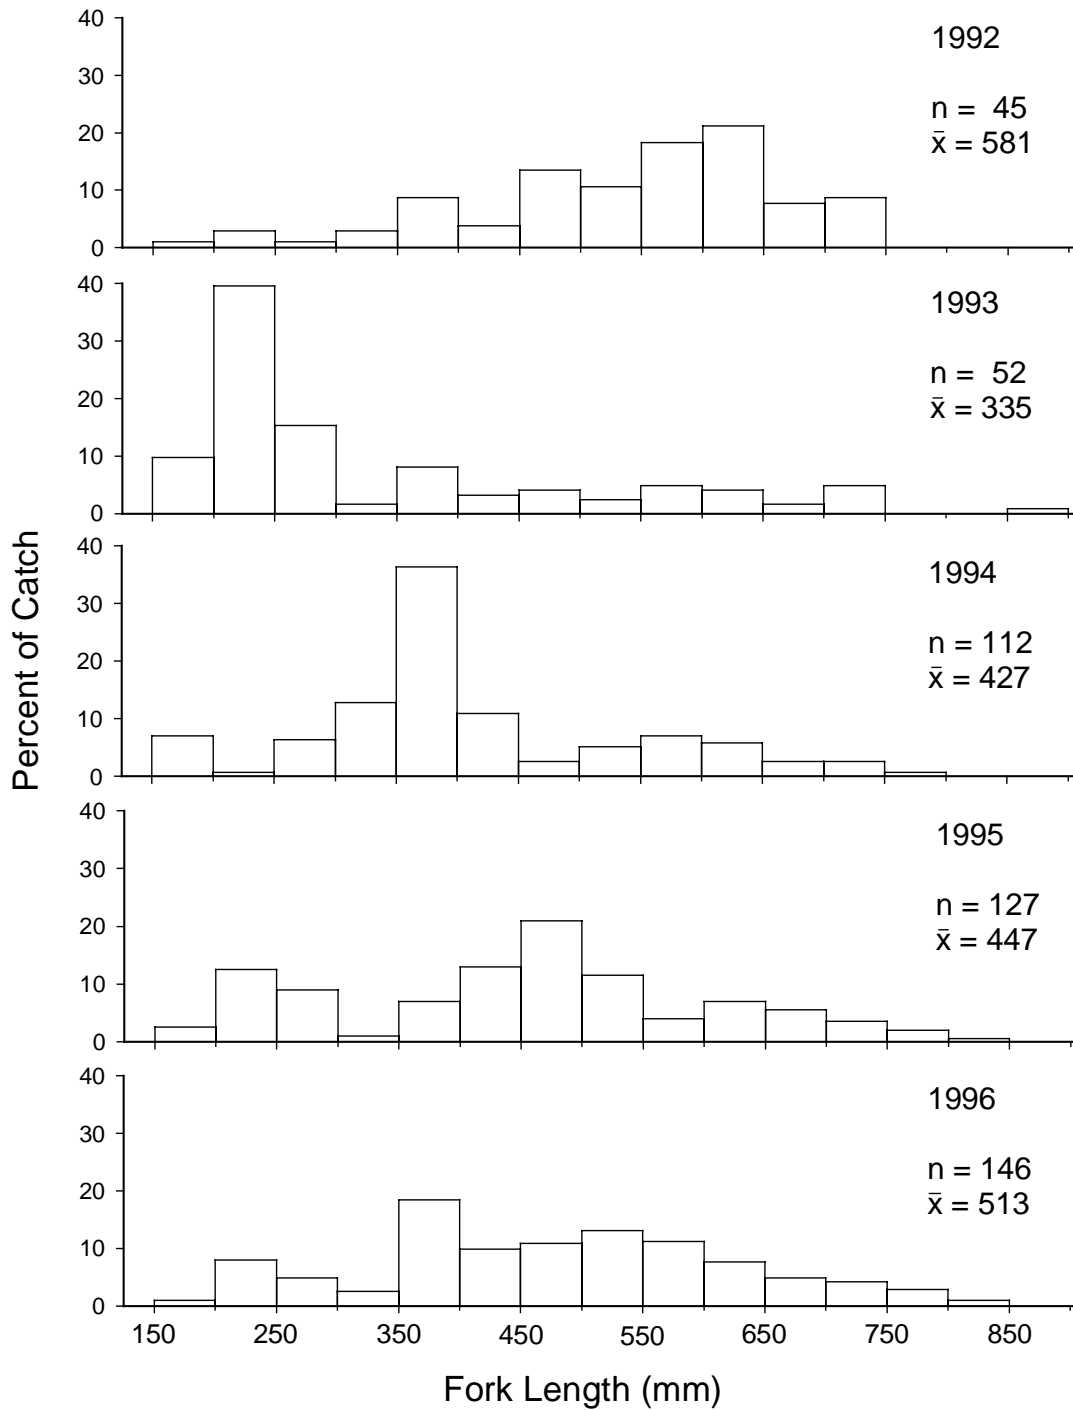 40
30
20
10
0
1992
n = 45
x̄ = 581
40
30
20
10
0
1993
n = 52
x̄ = 335
Percent of Catch
40
30
20
10
0
1994
n = 112
x̄ = 427
40
30
20
10
0
1995
n = 127
x̄ = 447
40
30
20
10
0
1996
n = 146
x̄ = 513
150 250 350 450 550 650 750 850
Fork Length (mm)